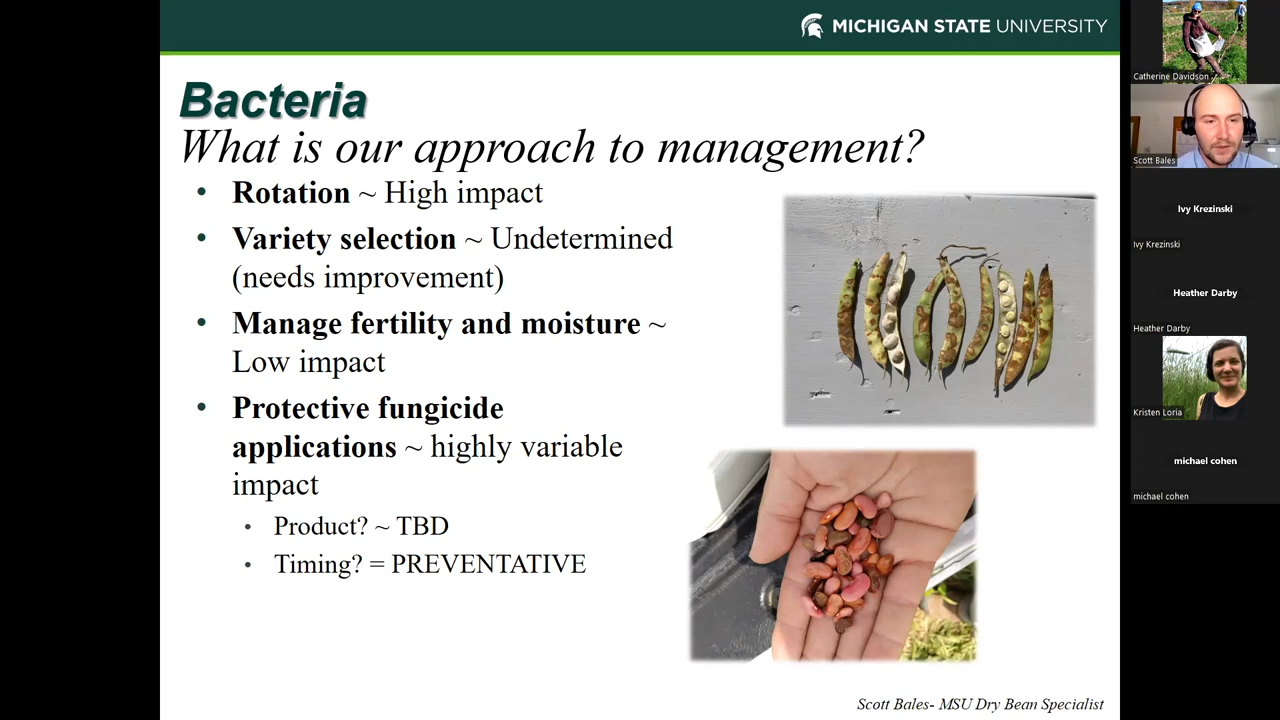 MICHIGAN STATE UNIVERSITY
Bacteria
What is our approach to management?
• Rotation ~ High impact
• Variety selection ~ Undetermined
(needs improvement)
• Manage fertility and moisture ~
Low impact
• Protective fungicide
applications ~ highly variable
impact
• Product? ~ TBD
• Timing? = PREVENTATIVE
Scott Bales- MSU Dry Bean Specialist
Catherine Davidson
Scott Bales
Ivy Krezinski
Ivy Krezinski
Heather Darby
Heather Darby
Kristen Loria
michael cohen
michael cohen